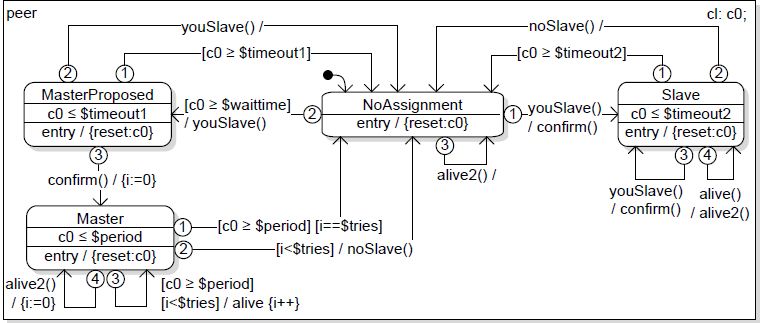 peer
cl: c0;
youSlave() /
noSlave() /
[c0 ≥ $timeout1]
[c0 ≥ $timeout2]
2
1
1
2
MasterProposed
c0 ≤ $timeout1
entry / {reset:c0}
3
[c0 ≥ $waittime]
/ youSlave()
2
NoAssignment
entry / {reset:c0}
1
3
youSlave()
/ confirm()
Slave
c0 ≤ $timeout2
entry / {reset:c0}
3
4
alive2() /
confirm() / {i:=0}
youSlave()
/ confirm()
alive()
/ alive2()
Master
c0 ≤ $period
entry / {reset:c0}
1
2
[c0 ≥ $period] [i==$tries]
[i<$tries] / noSlave()
4
3
alive2()
/ {i:=0}
[c0 ≥ $period]
[i<$tries] / alive {i++}